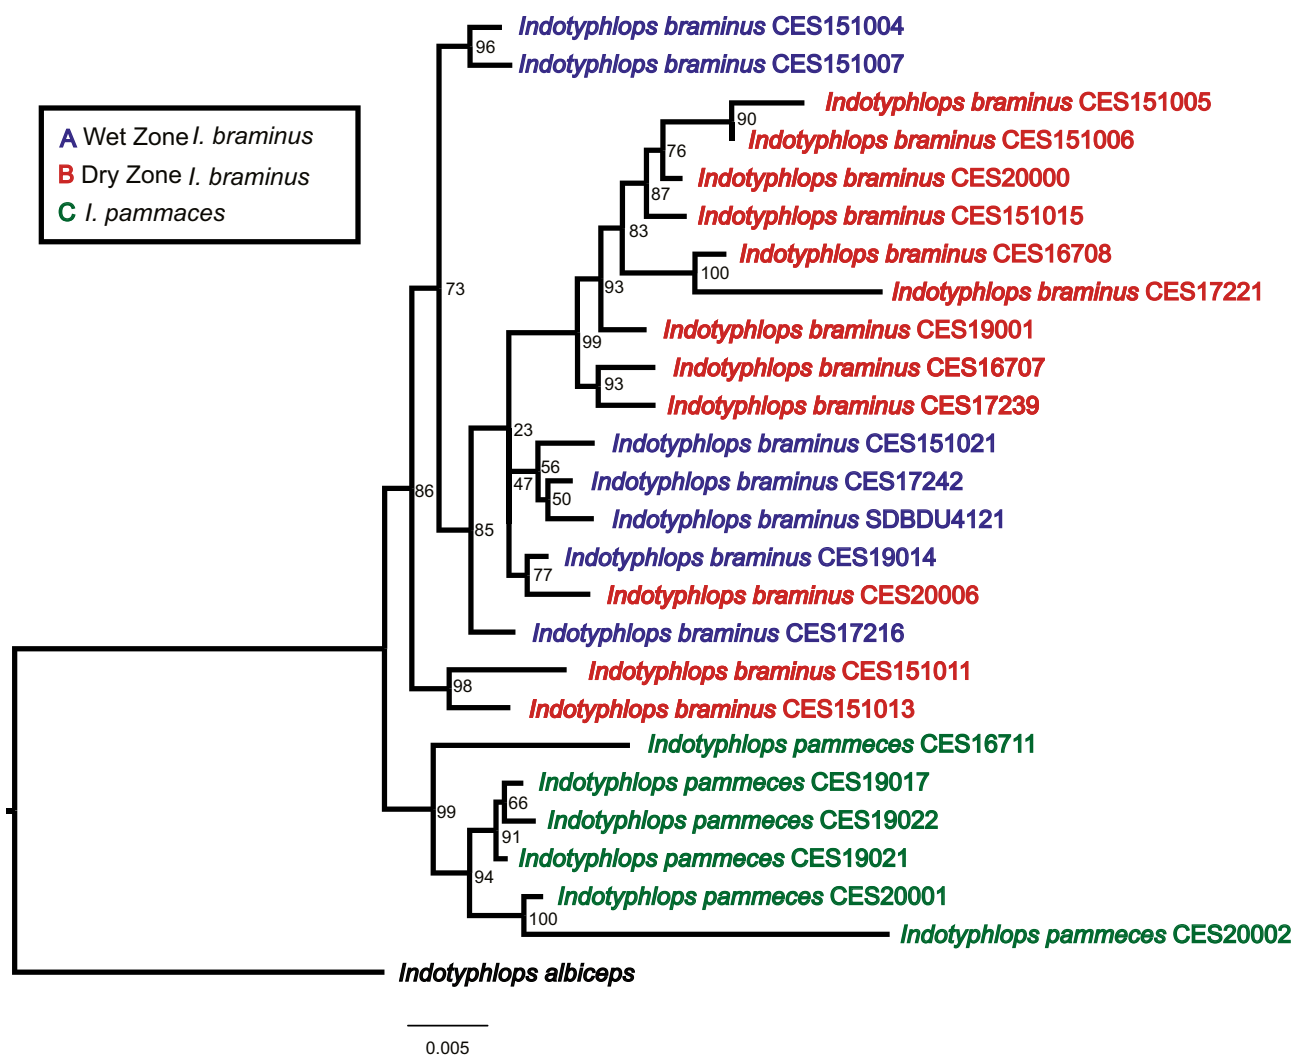 Indotyphlops braminus CES151004
96
Indotyphlops braminus CES151007
Indotyphlops braminus CES151005
90
A Wet Zone I. braminus
Indotyphlops braminus CES151006
76
B Dry Zone I. braminus
Indotyphlops braminus CES20000
87
C I. pammaces
Indotyphlops braminus CES151015
83
Indotyphlops braminus CES16708
100
73
93
Indotyphlops braminus CES17221
Indotyphlops braminus CES19001
99
Indotyphlops braminus CES16707
93
Indotyphlops braminus CES17239
23
Indotyphlops braminus CES151021
56
47
Indotyphlops braminus CES17242
86
50
Indotyphlops braminus SDBDU4121
85
Indotyphlops braminus CES19014
77
Indotyphlops braminus CES20006
Indotyphlops braminus CES17216
Indotyphlops braminus CES151011
98
Indotyphlops braminus CES151013
Indotyphlops pammeces CES16711
Indotyphlops pammeces CES19017
66
99
Indotyphlops pammeces CES19022
91
Indotyphlops pammeces CES19021
94
Indotyphlops pammeces CES20001
100
Indotyphlops pammeces CES20002
Indotyphlops albiceps
0.005